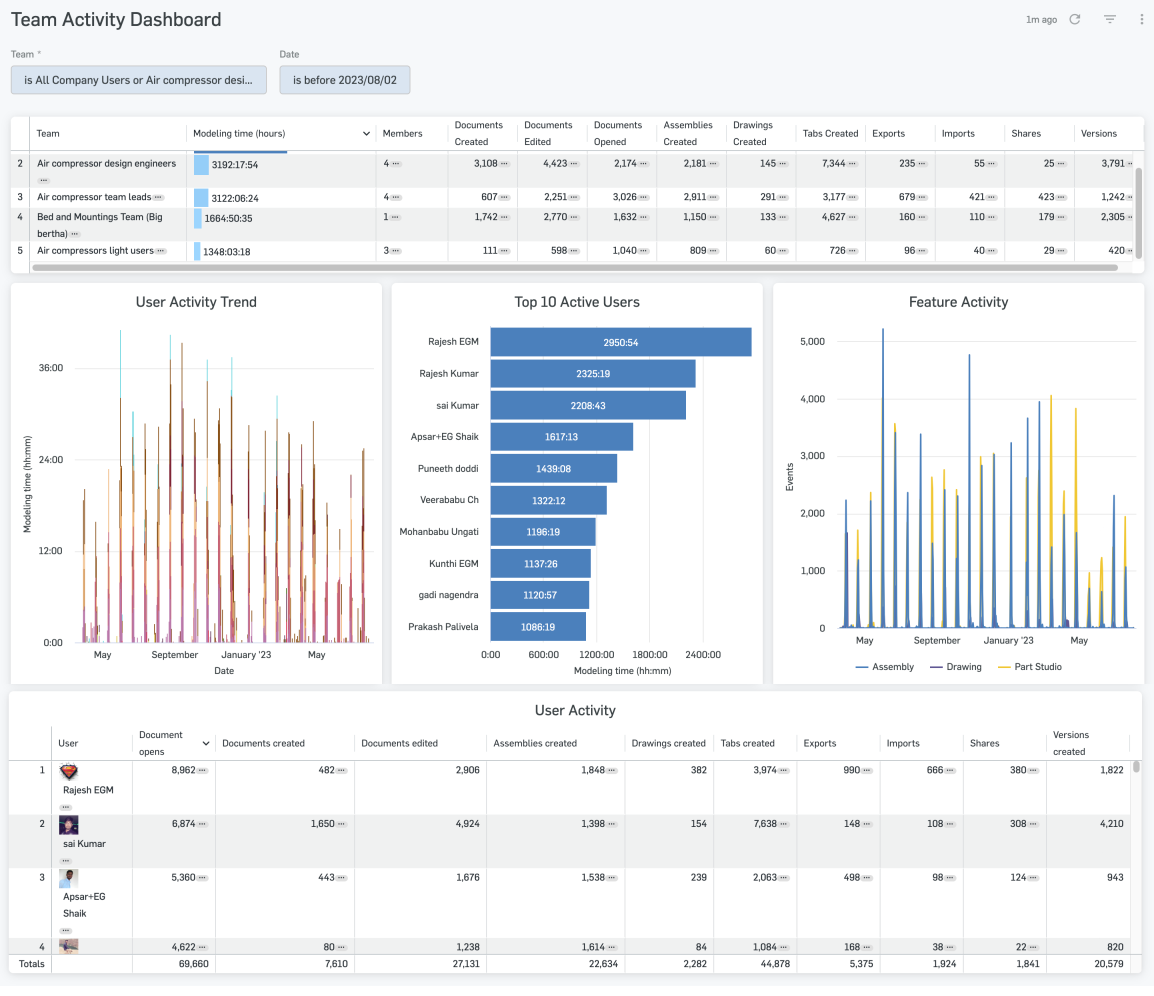 Team Activity Dashboard
1m ago
Team *
Date
is All Company Users or Air compressor desi...
is before 2023/08/02
Team
Modeling time (hours)
Members
Documents Created
Documents Edited
Documents Opened
Assemblies Created
Drawings Created
Tabs Created
Exports
Imports
Shares
Versions
2 Air compressor design engineers 3192:17:54 4 3,108 4,423 2,174 2,181 145 7,344 235 55 25 3,791
3 Air compressor team leads 3122:06:24 4 607 2,251 3,026 2,911 291 3,177 679 421 423 1,242
4 Bed and Mountings Team (Big bertha) 1664:50:35 1 1,742 2,770 1,632 1,150 133 4,627 160 110 179 2,305
5 Air compressors light users 1348:03:18 3 111 598 1,040 809 60 726 96 40 29 420
User Activity Trend
Modeling time (hh:mm)
36:00
24:00
12:00
0:00
May September January '23 May
Date
Top 10 Active Users
Rajesh EGM 2950:54
Rajesh Kumar 2325:19
sai Kumar 2208:43
Apsar+EG Shaik 1617:13
Puneeth doddi 1439:08
Veerababu Ch 1322:12
Mohanbabu Ungati 1196:19
Kunthi EGM 1137:26
gadi nagendra 1120:57
Prakash Palivela 1086:19
0:00 600:00 1200:00 1800:00 2400:00
Modeling time (hh:mm)
Feature Activity
Events
5,000
4,000
3,000
2,000
1,000
0
May September January '23 May
Assembly Drawing Part Studio
User Activity
User
Document opens
Documents created
Documents edited
Assemblies created
Drawings created
Tabs created
Exports
Imports
Shares
Versions created
1 Rajesh EGM 8,962 482 2,906 1,848 382 3,974 990 666 380 1,822
2 sai Kumar 6,874 1,650 4,924 1,398 154 7,638 148 108 308 4,210
3 Apsar+EG Shaik 5,360 443 1,676 1,538 239 2,063 498 98 124 943
4 4,622 80 1,238 1,614 84 1,084 168 38 22 820
Totals 69,660 7,610 27,131 22,634 2,282 44,878 5,375 1,924 1,841 20,579